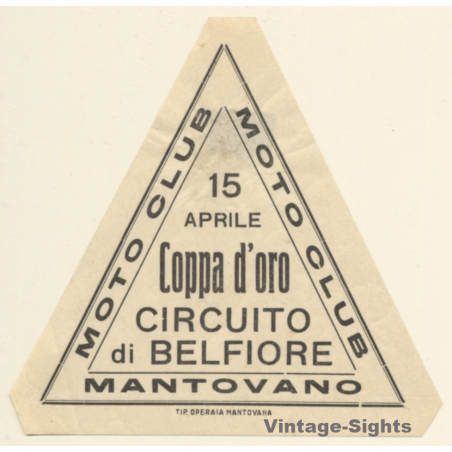 MOTO CLUB
MOTO CLUB
15
APRILE
Coppa d'oro
CIRCUITO
di BELFIORE
MANTOVANO
TIP. OPERAIA MANTOVANA
Vintage-Sights